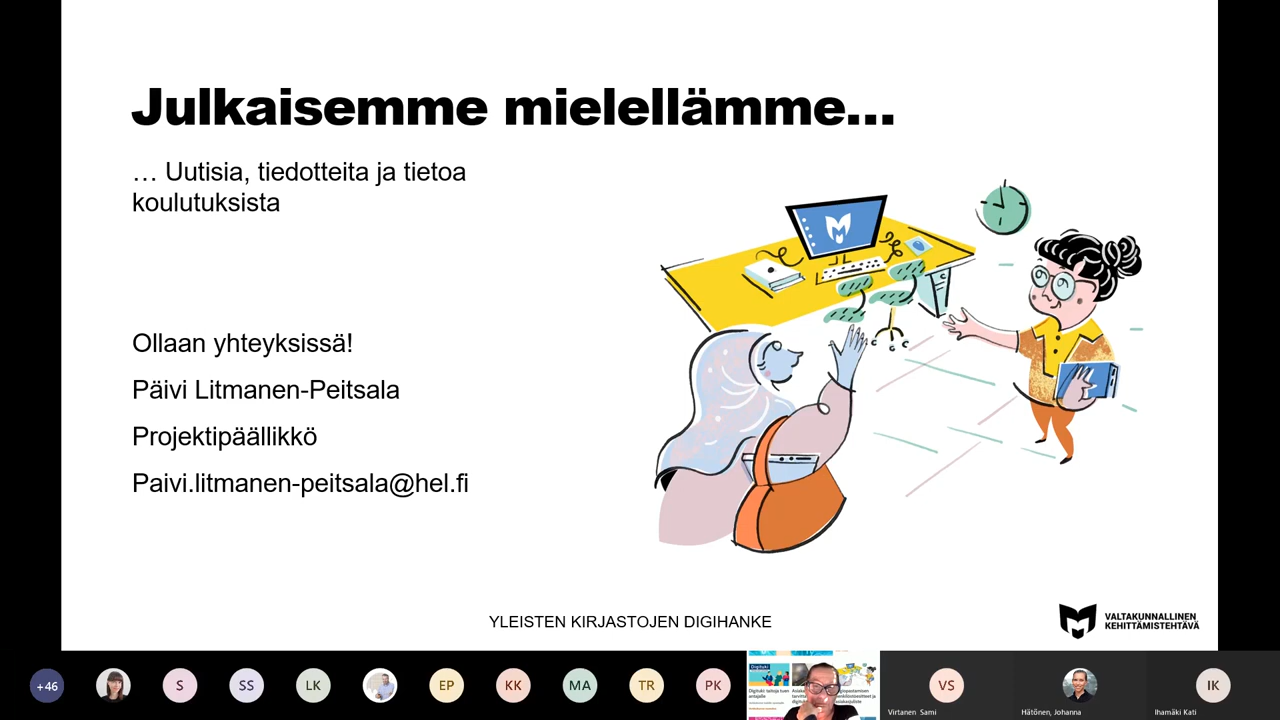 Julkaisemme mielellämme...
… Uutisia, tiedotteita ja tietoa
koulutuksista
Ollaan yhteyksissä!
Päivi Litmanen-Peitsala
Projektipäällikkö
Paivi.litmanen-peitsala@hel.fi
YLEISTEN KIRJASTOJEN DIGIHANKE
VALTAKUNNALLINEN
KEHITTÄMISTEHTÄVÄ
+46
S
SS
LK
EP
KK
MA
TR
PK
VS
IK
Virtanen Sami
Hätönen, Johanna
Ihamäki Kati